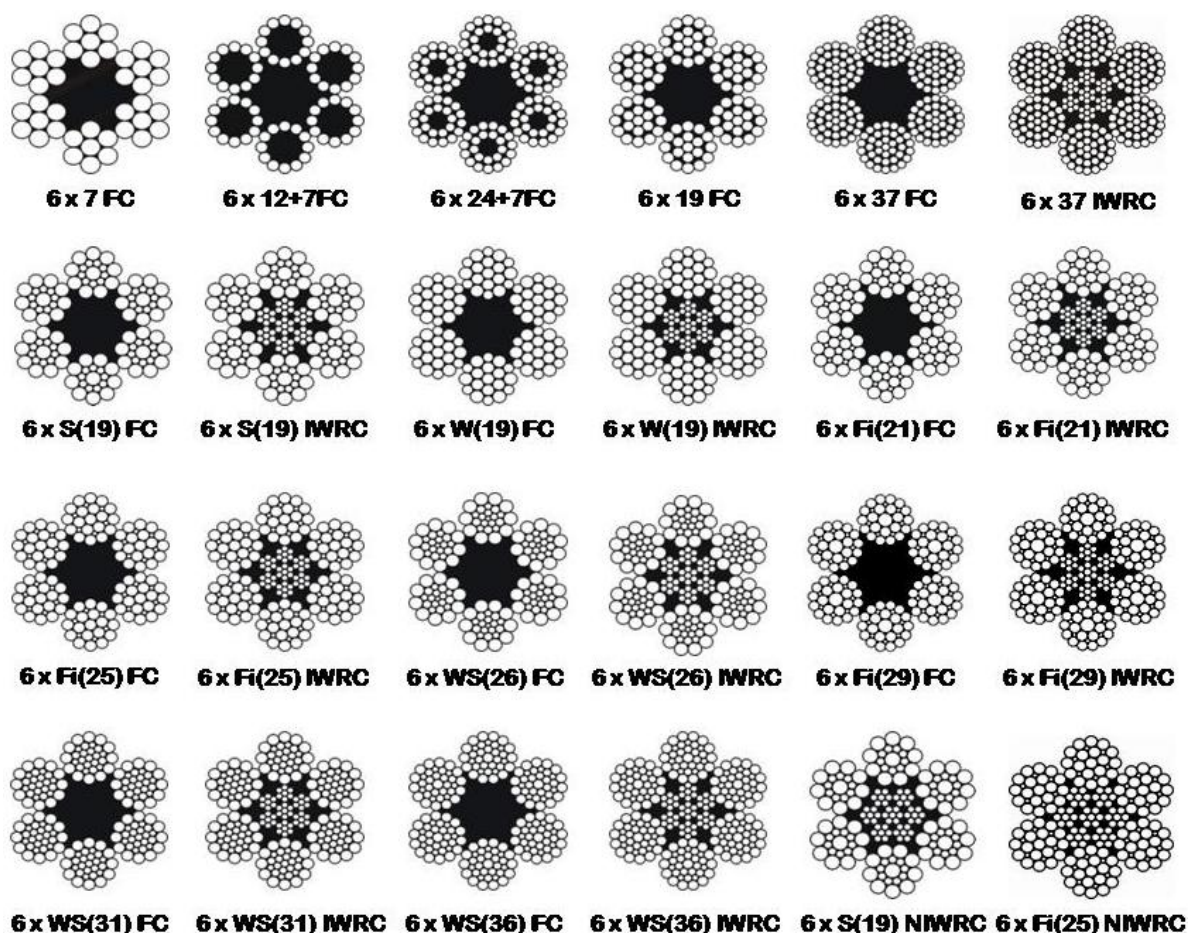 6 x 7 FC 6 x 12+7FC 6 x 24+7FC 6 x 19 FC 6 x 37 FC 6 x 37 IWRC
6 x S(19) FC 6 x S(19) IWRC 6 x W(19) FC 6 x W(19) IWRC 6 x Fi(21) FC 6 x Fi(21) IWRC
6 x Fi(25) FC 6 x Fi(25) IWRC 6 x WS(26) FC 6 x WS(26) IWRC 6 x Fi(29) FC 6 x Fi(29) IWRC
6 x WS(31) FC 6 x WS(31) IWRC 6 x WS(36) FC 6 x WS(36) IWRC 6 x S(19) NIWRC 6 x Fi(25) NIWRC